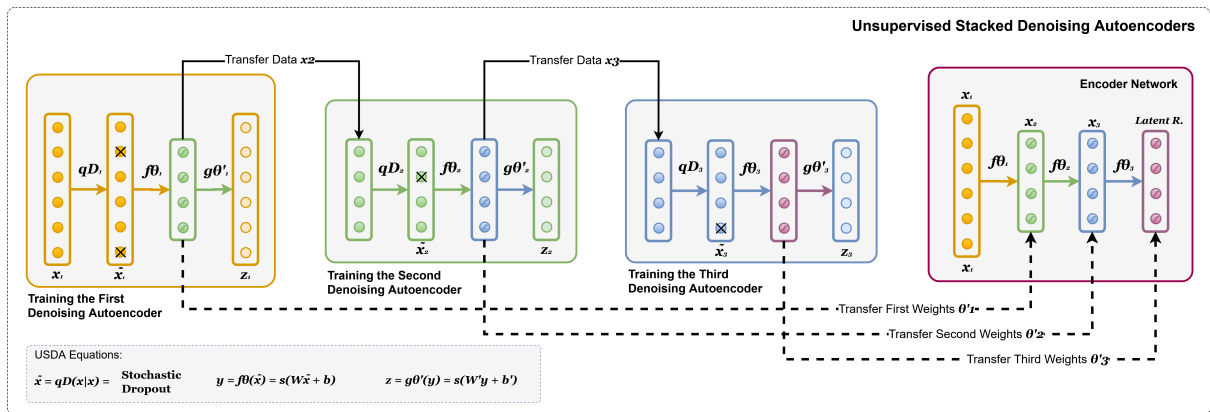 Unsupervised Stacked Denoising Autoencoders
Transfer Data x2
Transfer Data x3
Encoder Network
qD₁
fθ₁
gθ'₁
x₁
x̃₁
z₁
Training the First
Denoising Autoencoder
qD₂
fθ₂
gθ'₂
x̃₂
z₂
Training the Second
Denoising Autoencoder
qD₃
fθ₃
gθ'₃
x̃₃
z₃
Training the Third
Denoising Autoencoder
x₁
x₂
x₃
Latent R.
fθ₁
fθ₂
fθ₃
x₁
Transfer First Weights θ'1
Transfer Second Weights θ'2
Transfer Third Weights θ'3
USDA Equations:
x̃ = qD(x|x) = Stochastic
Dropout
y = fθ(x̃) = s(Wx̃ + b)
z = gθ'(y) = s(W'y + b')